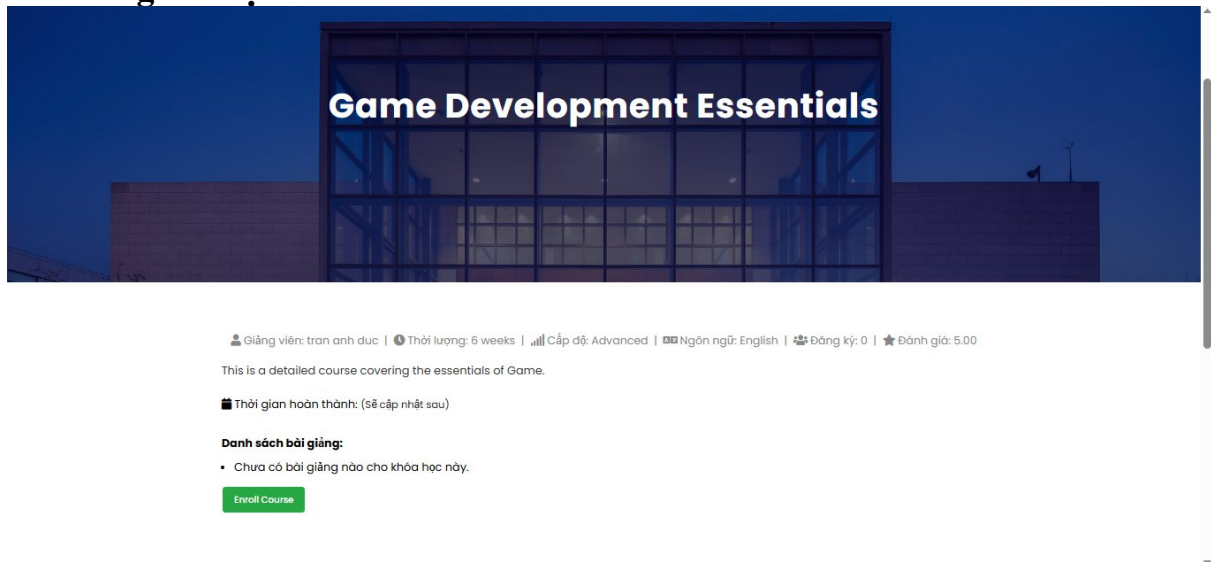 Game Development Essentials
Giảng viên: tran anh duc | Thời lượng: 6 weeks | Cấp độ: Advanced | Ngôn ngữ: English | Đăng ký: 0 | Đánh giá: 5.00
This is a detailed course covering the essentials of Game.
Thời gian hoàn thành: (Sẽ cập nhật sau)
Danh sách bài giảng:
• Chưa có bài giảng nào cho khóa học này.
Enroll Course